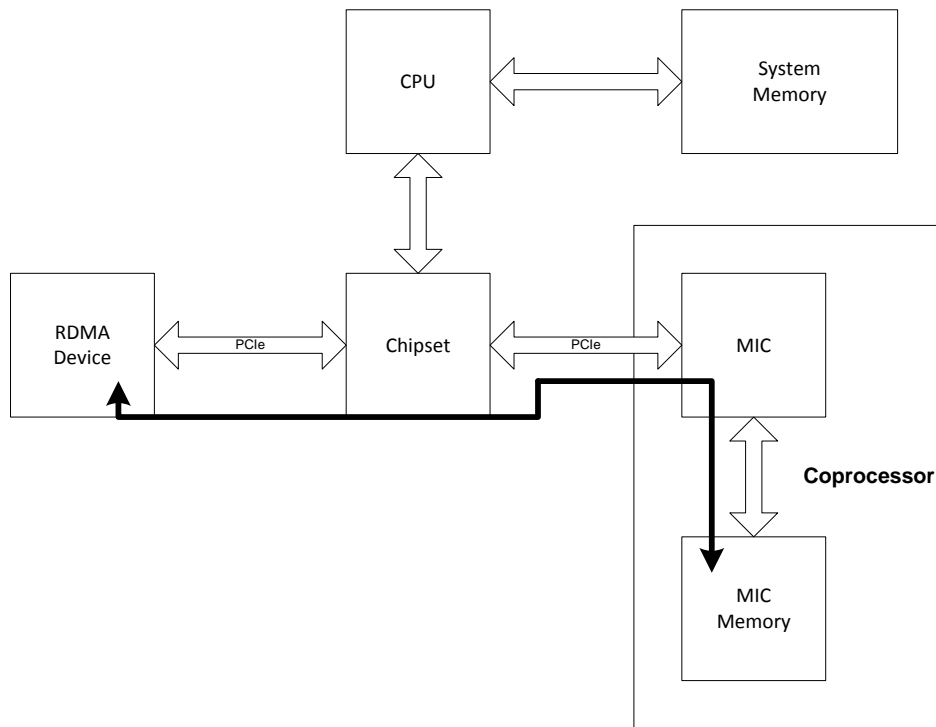 CPU
System
Memory
RDMA
Device
PCIe
Chipset
PCIe
MIC
Coprocessor
MIC
Memory